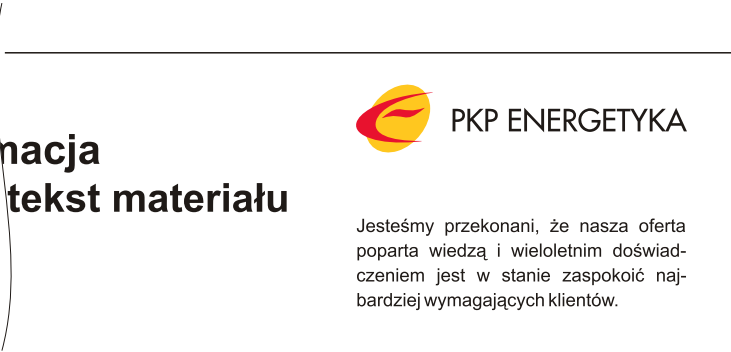 PKP ENERGETYKA
tekst materiału
Jesteśmy przekonani, że nasza oferta
poparta wiedzą i wieloletnim doświad-
czeniem jest w stanie zaspokoić naj-
bardziej wymagających klientów.